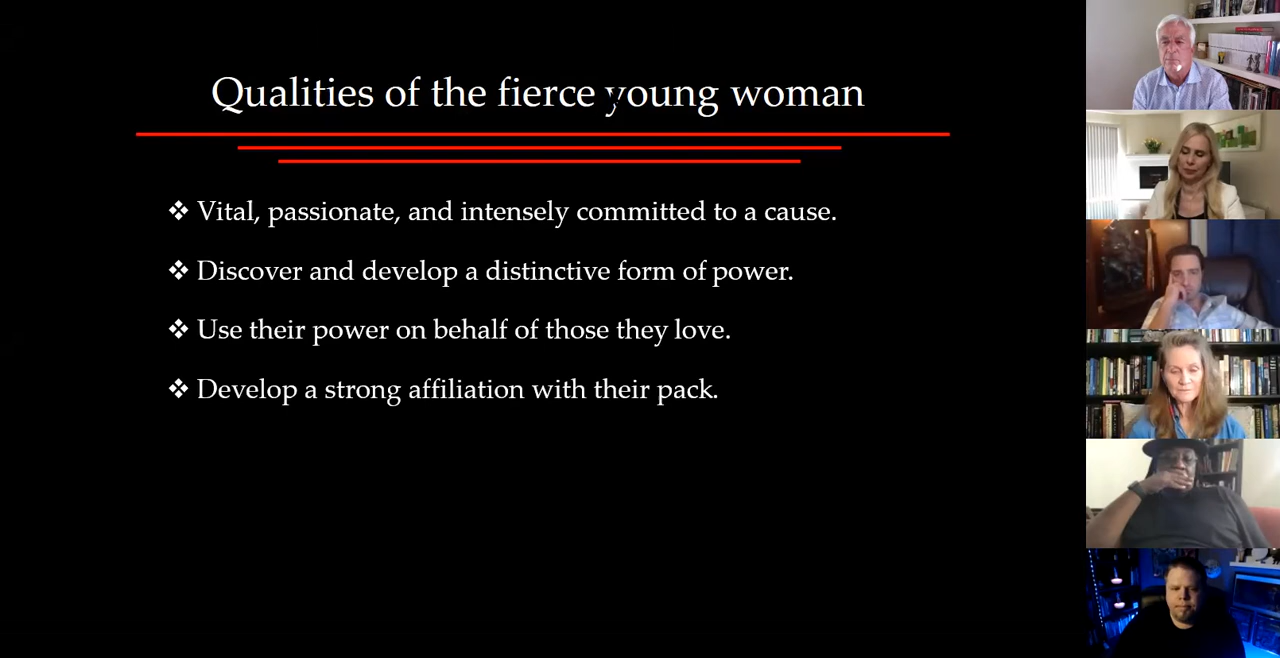 Qualities of the fierce young woman
❖ Vital, passionate, and intensely committed to a cause.
❖ Discover and develop a distinctive form of power.
❖ Use their power on behalf of those they love.
❖ Develop a strong affiliation with their pack.